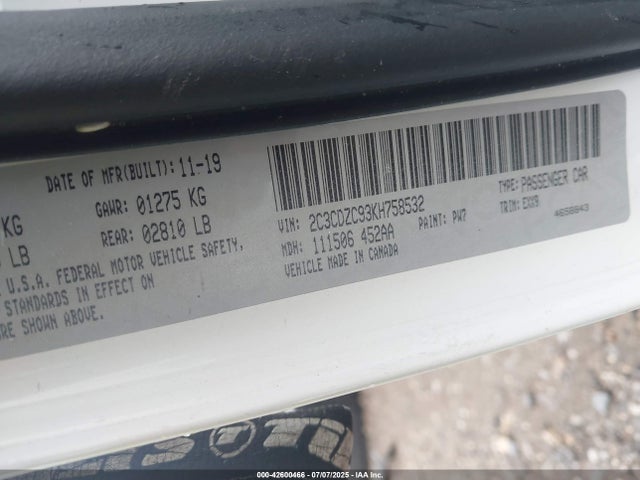 DATE OF MFR(BUILT): 11-19
KG GAWR: 01275 KG
LB REAR: 02810 LB
U.S.A. FEDERAL MOTOR VEHICLE SAFETY,
STANDARDS IN EFFECT ON
SHOWN ABOVE.
VIN: 2C3CDZC93KH758532
TYPE: PASSENGER CAR
MDH: 111506 452AA
PAINT: PW7
TRIM: EXX9
4656843
VEHICLE MADE IN CANADA
000-42600466 - 07/07/2025 - IAA Inc.